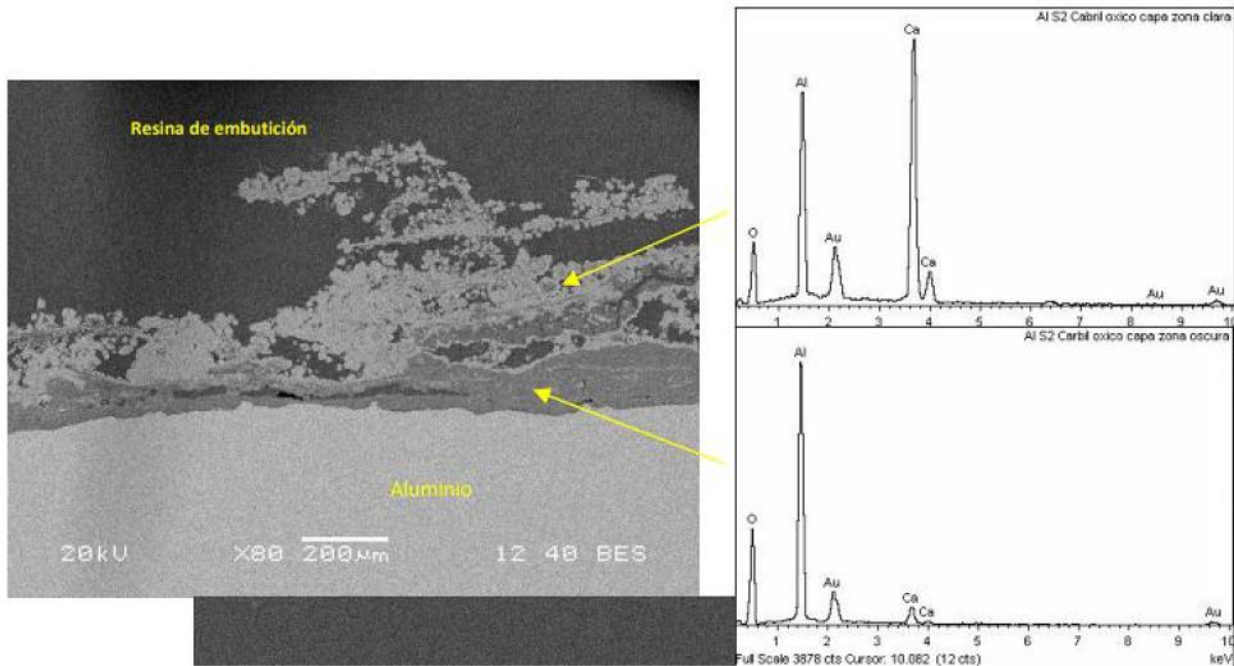 Resina de embutición
Aluminio
20kV X80 200µm 12 40 BES
Al S2 Cabril oxico capa zona clara
Ca
Al
O
Au
Ca
Au
Au
1 2 3 4 5 6 7 8 9 10
Al S2 Carbil oxico capa zona oscura
Al
O
Au
Ca
Ca
Au
1 2 3 4 5 6 7 8 9 10
Full Scale 3878 cts Cursor: 10.082 (12 cts) keV